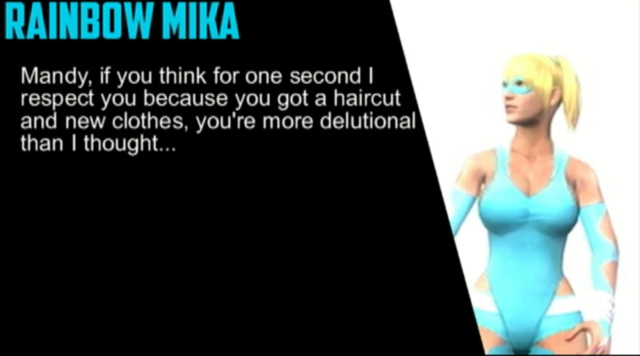 RAINBOW MIKA
Mandy, if you think for one second I
respect you because you got a haircut
and new clothes, you're more delutional
than I thought...